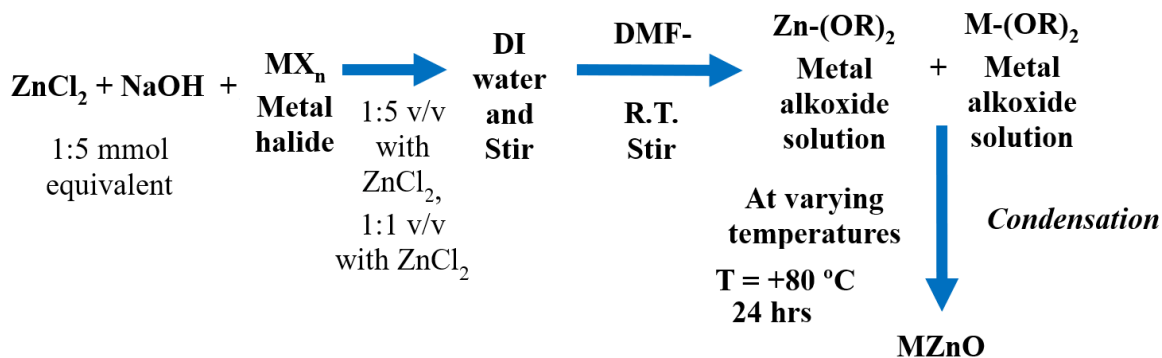 ZnCl₂ + NaOH +
1:5 mmol
equivalent
MXₙ
Metal
halide
1:5 v/v
with
ZnCl₂,
1:1 v/v
with ZnCl₂
DI
water
and
Stir
DMF-
R.T.
Stir
Zn-(OR)₂
Metal
alkoxide
solution
+
M-(OR)₂
Metal
alkoxide
solution
At varying
temperatures
T = +80 ºC
24 hrs
Condensation
MZnO